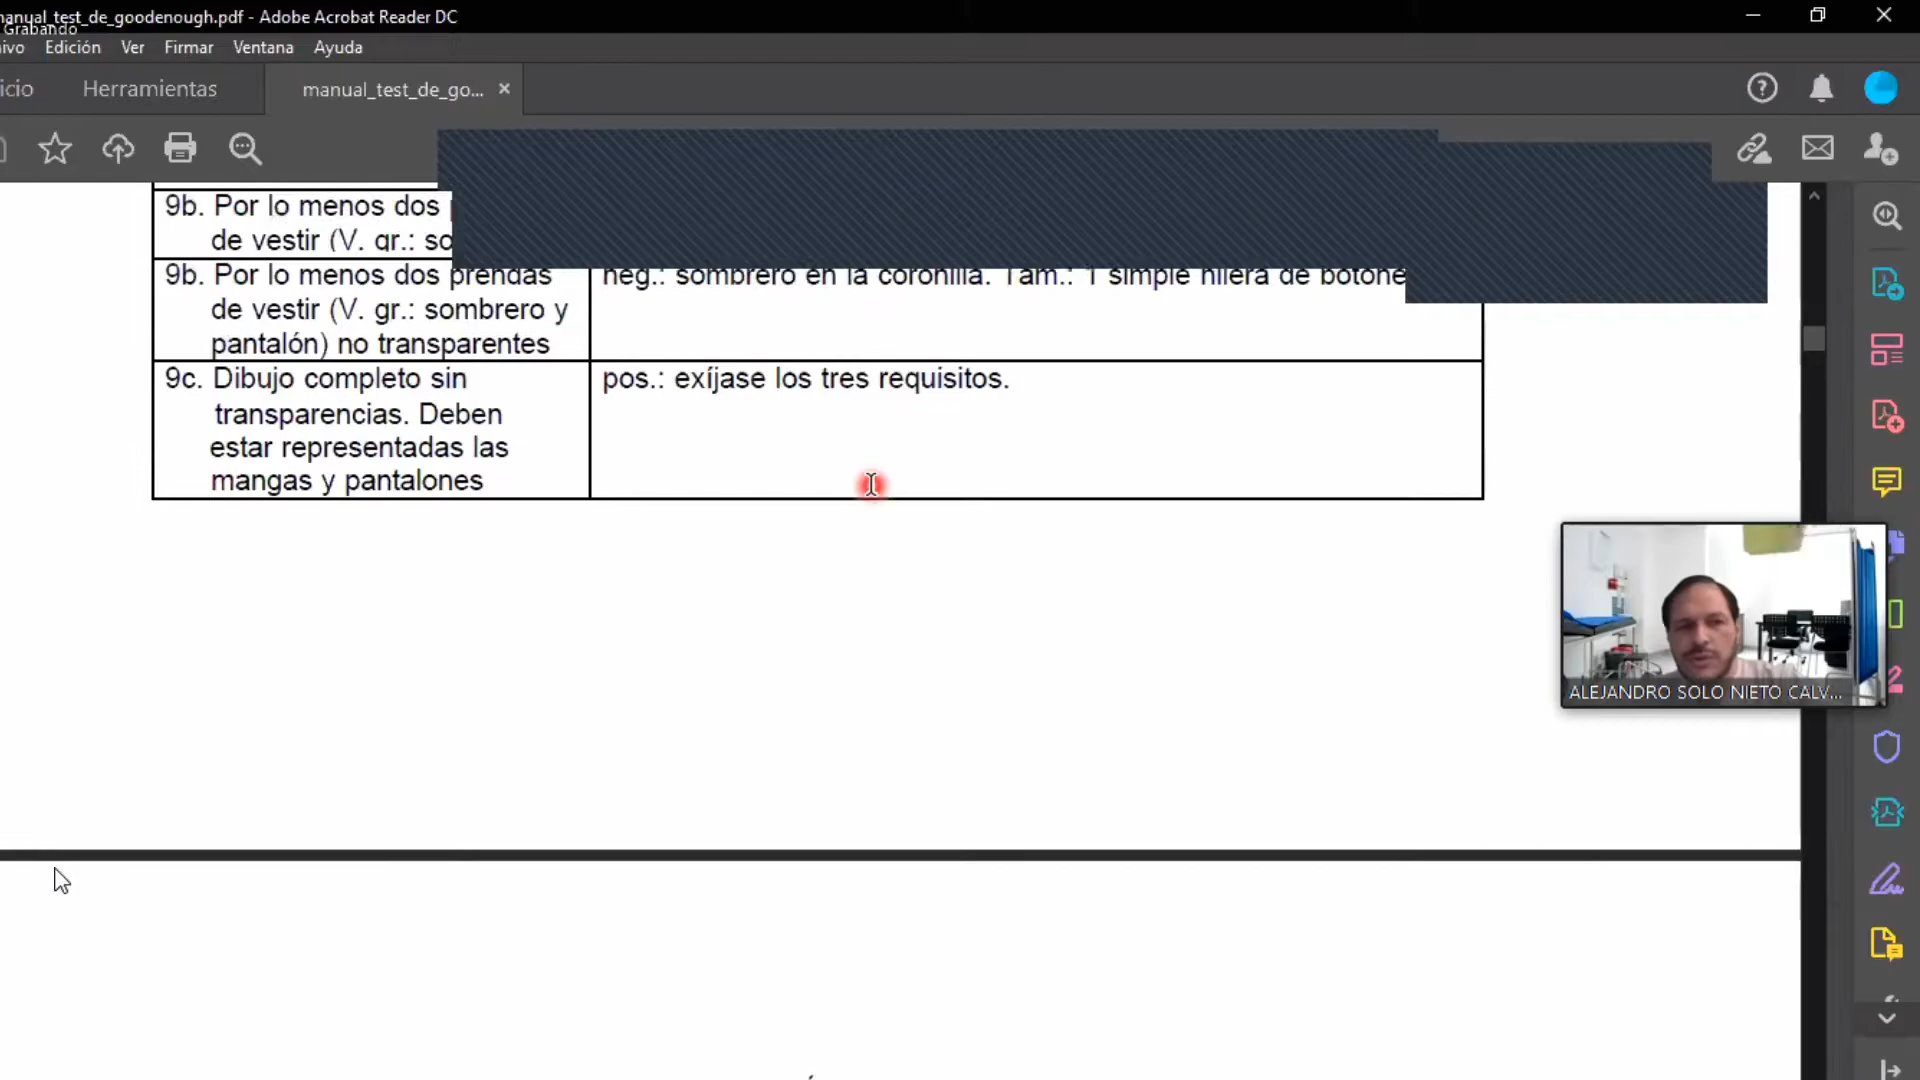 manual_test_de_goodenough.pdf - Adobe Acrobat Reader DC
Grabando
ivo Edición Ver Firmar Ventana Ayuda
icio Herramientas manual_test_de_go... ×
9b. Por lo menos dos
de vestir (V. gr.: so
9b. Por lo menos dos prendas
de vestir (V. gr.: sombrero y
pantalón) no transparentes
neg.: sombrero en la coronilla. Tam.: 1 simple hilera de botone
9c. Dibujo completo sin
transparencias. Deben
estar representadas las
mangas y pantalones
pos.: exíjase los tres requisitos.
ALEJANDRO SOLO NIETO CALV...